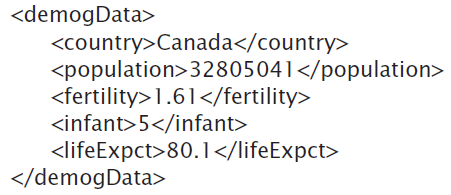 <demogData>
<country>Canada</country>
<population>32805041</population>
<fertility>1.61</fertility>
<infant>5</infant>
<lifeExpct>80.1</lifeExpct>
</demogData>